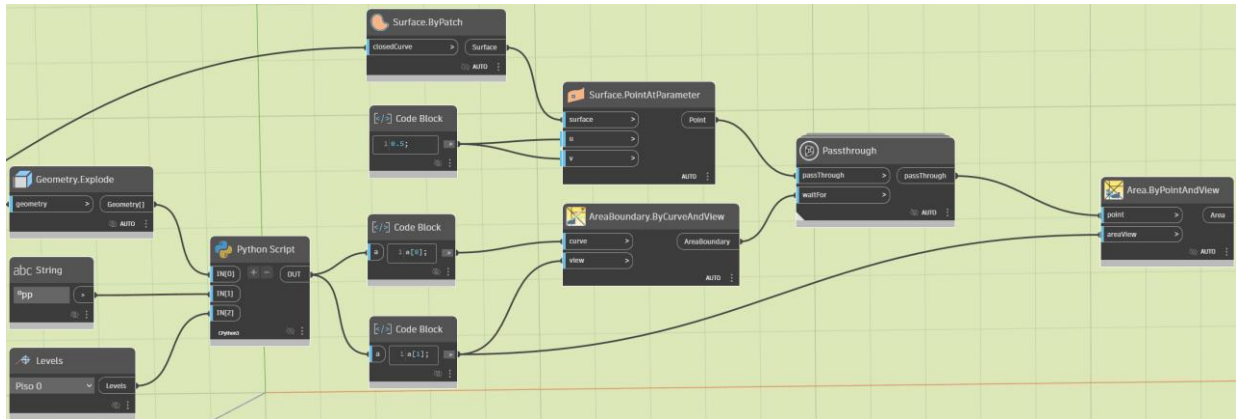 Surface.ByPatch
closedCurve > Surface >
AUTO
Code Block
1 0.5; >
Surface.PointAtParameter
surface > Point
u >
v >
AUTO
Passthrough
passThrough > passThrough
waitFor >
AUTO
Geometry.Explode
geometry > Geometry[]
AUTO
Python Script
IN[0] + - OUT
IN[1]
IN[2]
CPython3
Code Block
a 1 a[0]; >
AreaBoundary.ByCurveAndView
curve > AreaBoundary
view >
AUTO
Area.ByPointAndView
point > Area
areaView >
AUTO
abc String
ºpp >
Code Block
a 1 a[1]; >
Levels
Piso 0 Levels